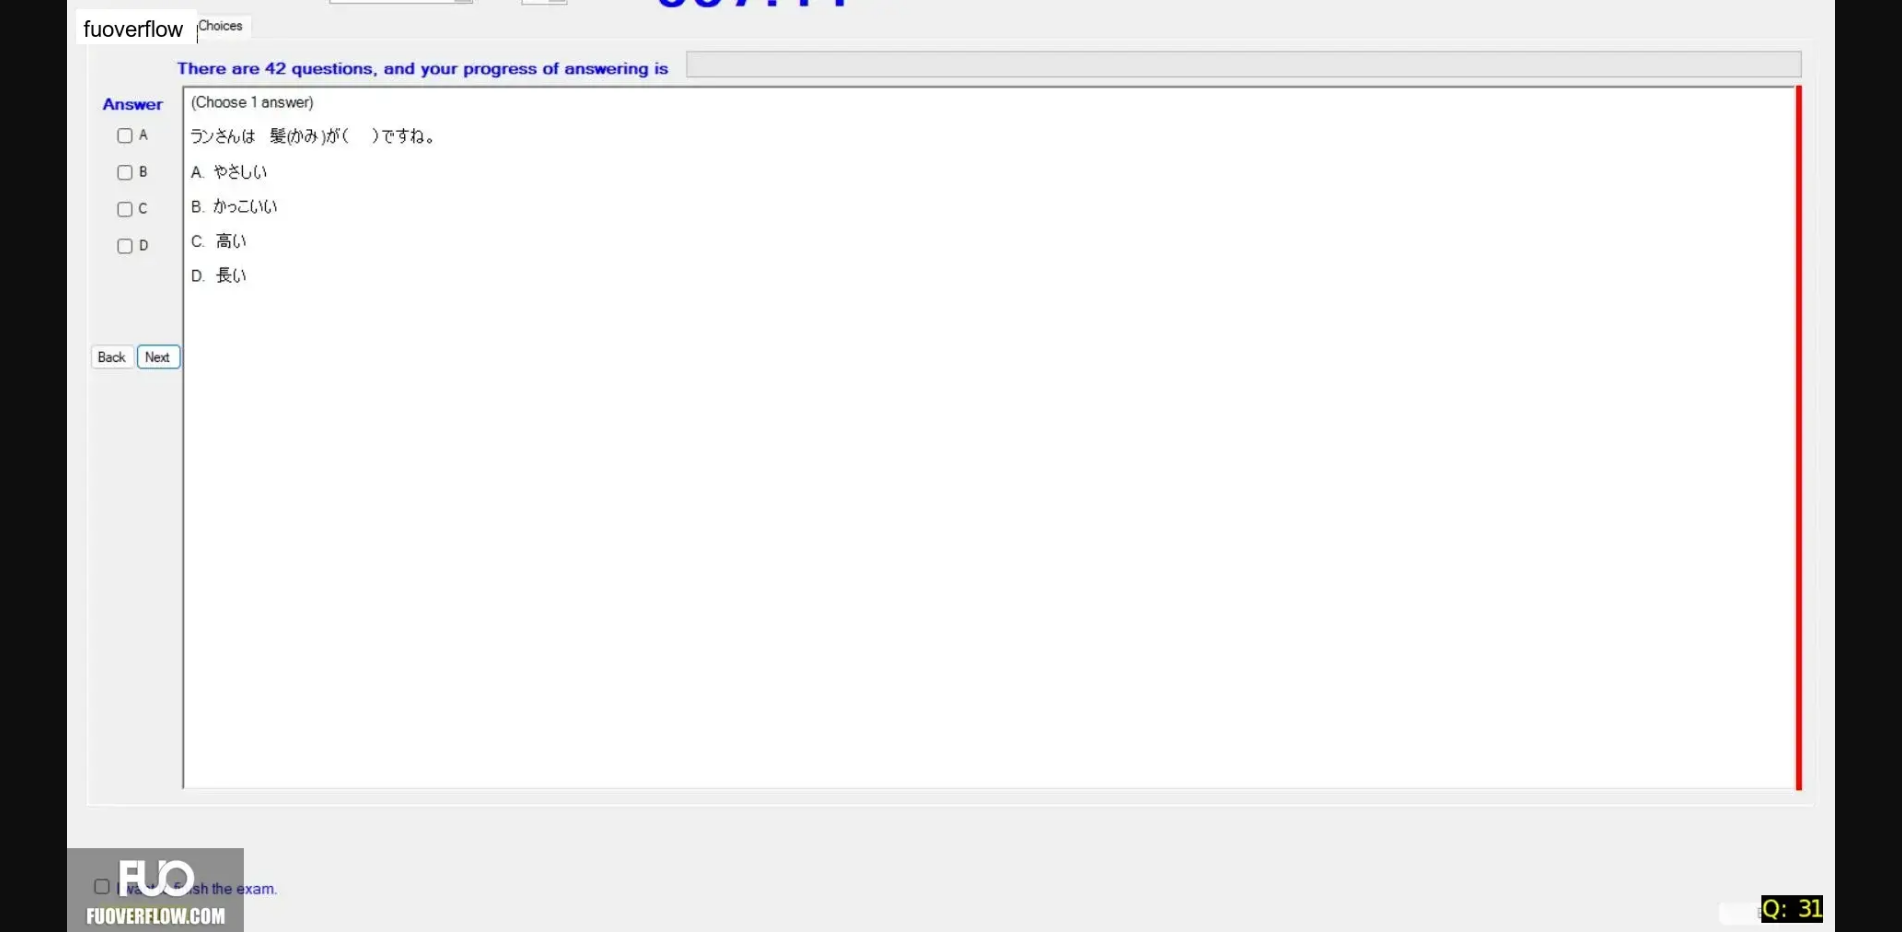 fuoverflow
Choices
There are 42 questions, and your progress of answering is
Answer
(Choose 1 answer)
A
ランさんは 髪(かみ)が( )ですね。
B
A. やさしい
C
B. かっこいい
D
C. 高い
D. 長い
Back Next
FUO
I want finish the exam.
FUOVERFLOW.COM
Q: 31